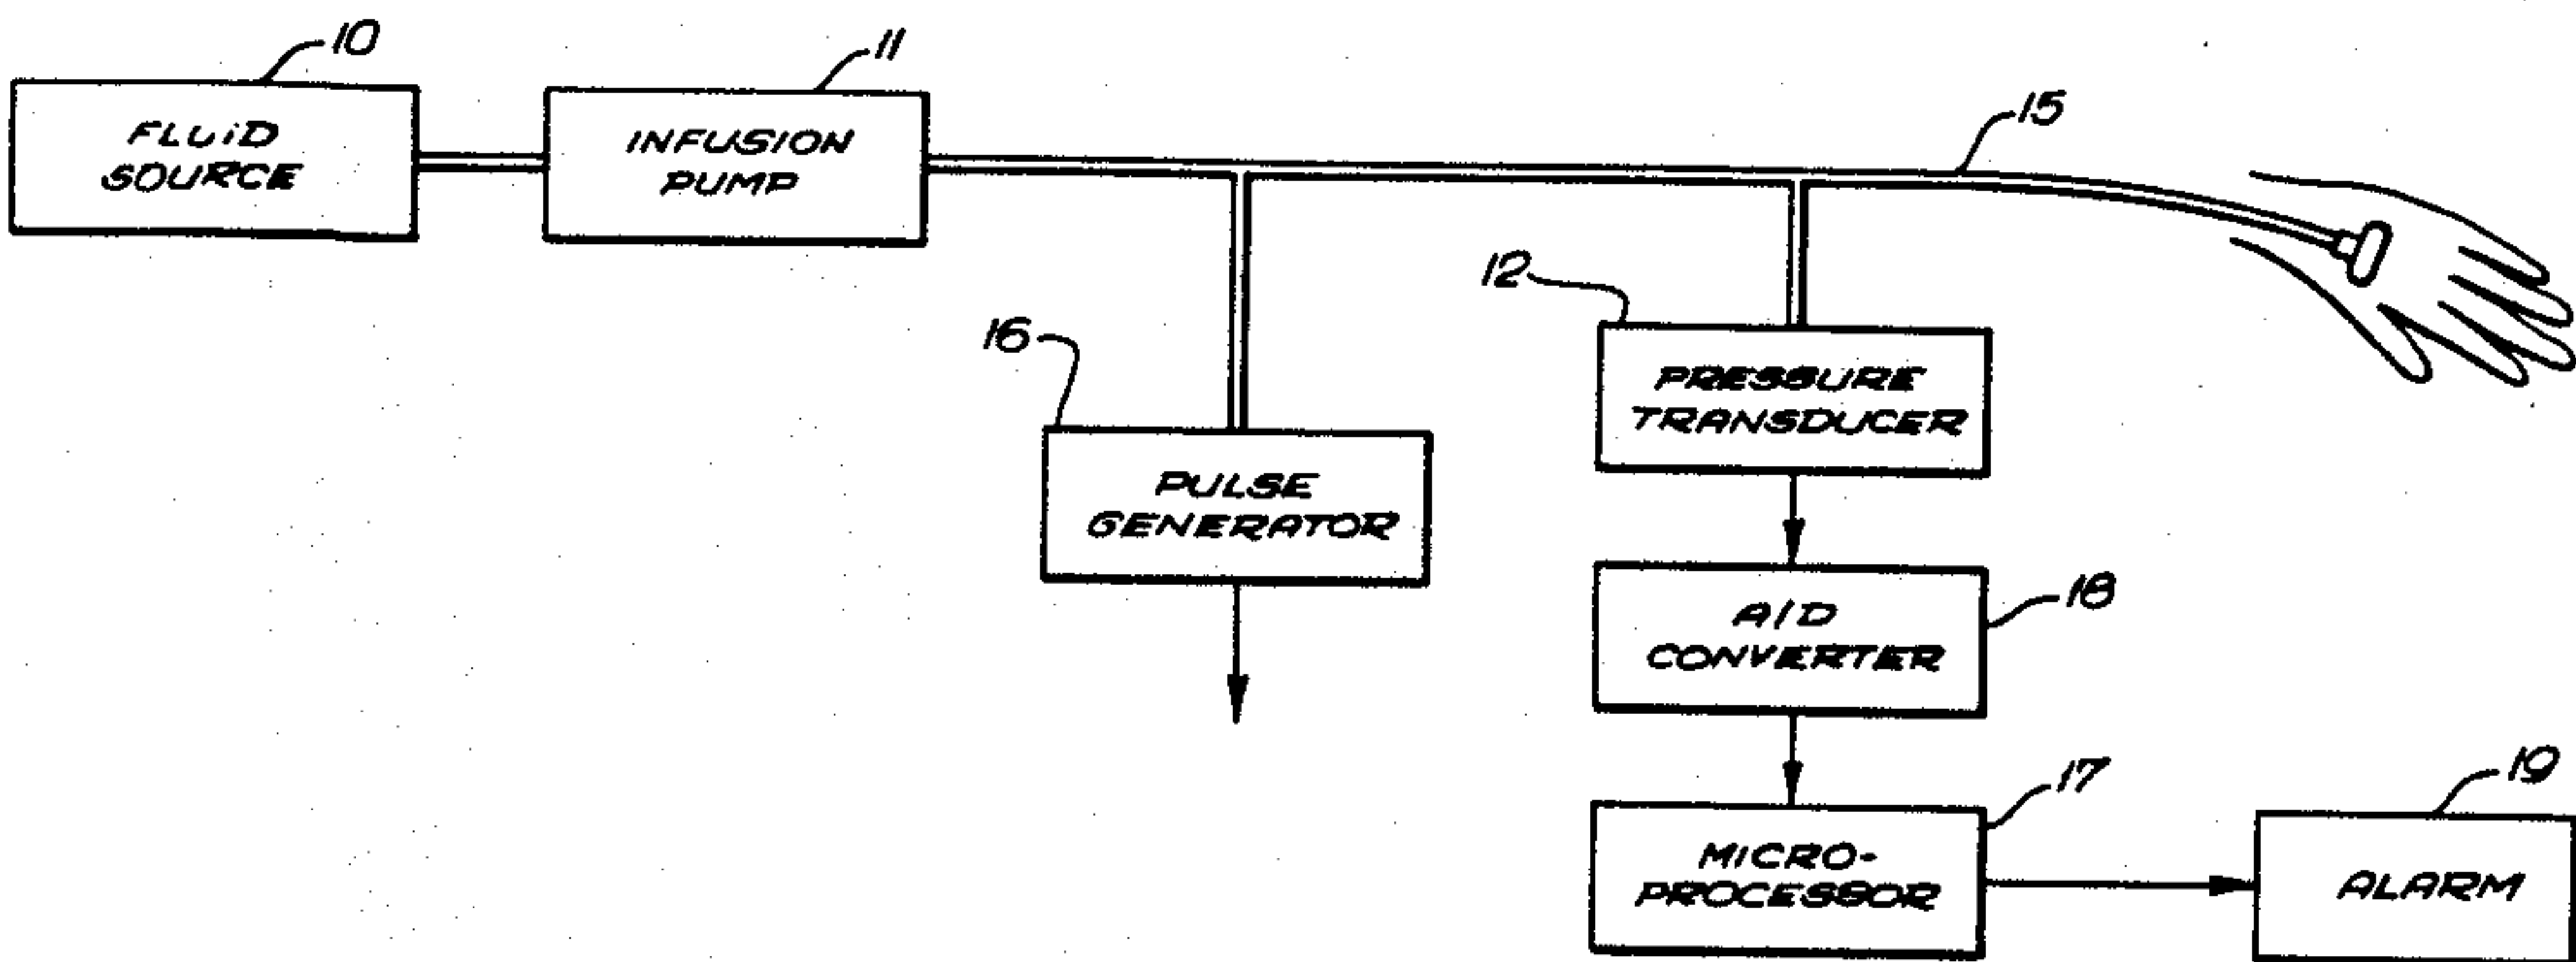 10
11
FLUID
SOURCE
INFUSION
PUMP
15
12
16
PRESSURE
TRANSDUCER
PULSE
GENERATOR
18
A/D
CONVERTER
17
19
MICRO-
PROCESSOR
ALARM